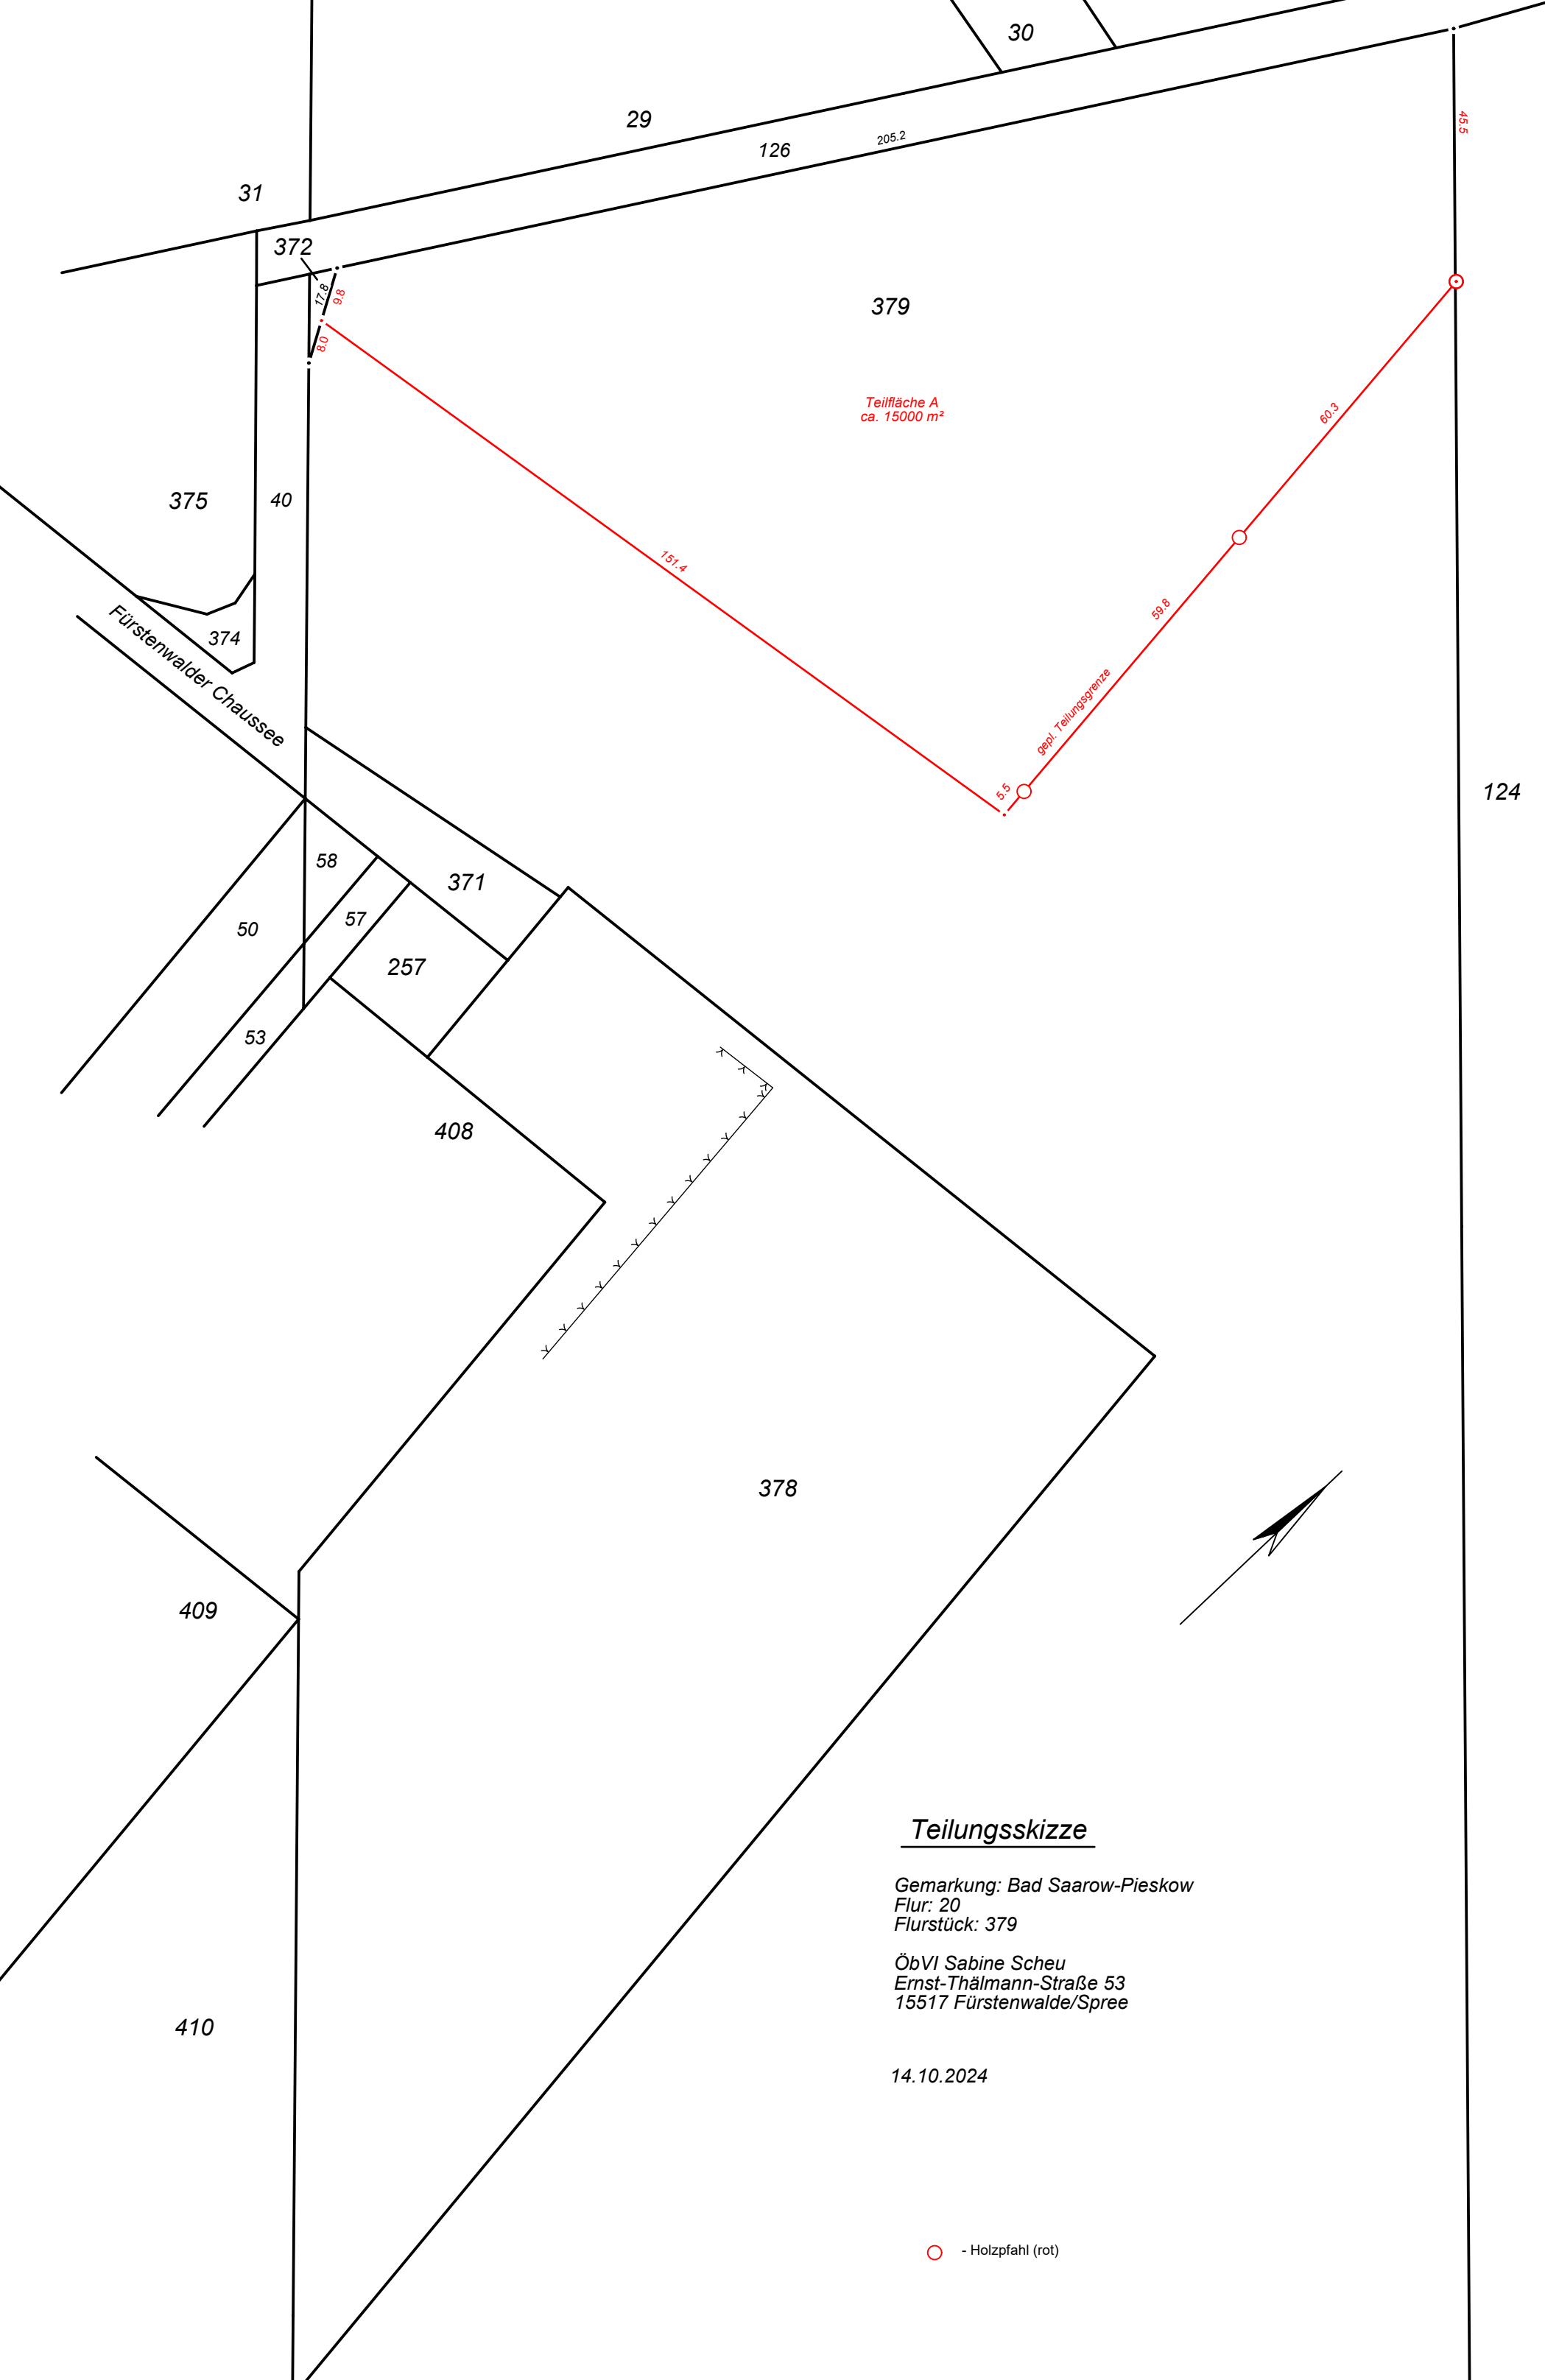 30
29
126
205.2
45.5
31
372
17.8
9.8
8.0
379
Teilfläche A
ca. 15000 m²
60.3
375
40
151.4
59.8
374
Fürstenwalder Chaussee
gepl. Teilungsgrenze
5.5
124
58
371
50
57
257
53
408
378
409
410
Teilungsskizze
Gemarkung: Bad Saarow-Pieskow
Flur: 20
Flurstück: 379
ÖbVI Sabine Scheu
Ernst-Thälmann-Straße 53
15517 Fürstenwalde/Spree
14.10.2024
- Holzpfahl (rot)